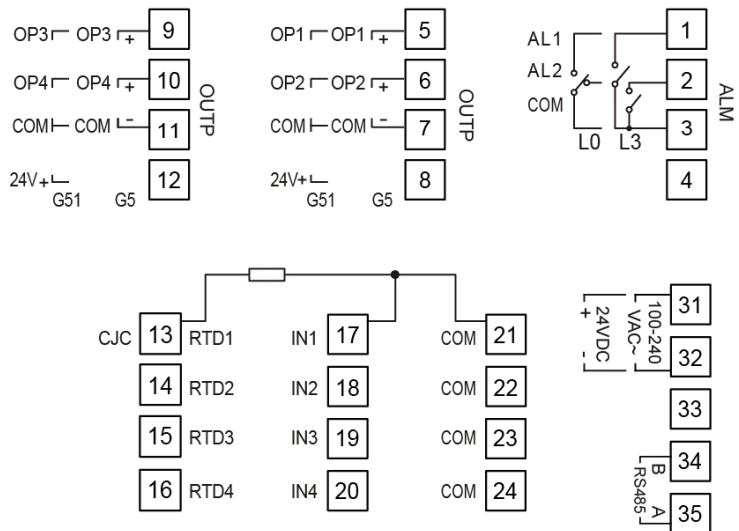 OP3 OP3 + 9
OP4 OP4 + 10
COM COM - 11
24V+ 12
G51 G5
OUTP
OP1 OP1 + 5
OP2 OP2 + 6
COM COM - 7
24V+ 8
G51 G5
OUTP
AL1 1
AL2 2
COM 3
L0 L3
4
ALM
CJC 13 RTD1 IN1 17 COM 21
14 RTD2 IN2 18 COM 22
15 RTD3 IN3 19 COM 23
16 RTD4 IN4 20 COM 24
24VDC
+ -
100-240
VAC~
31
32
33
34
B
RS485
A
35